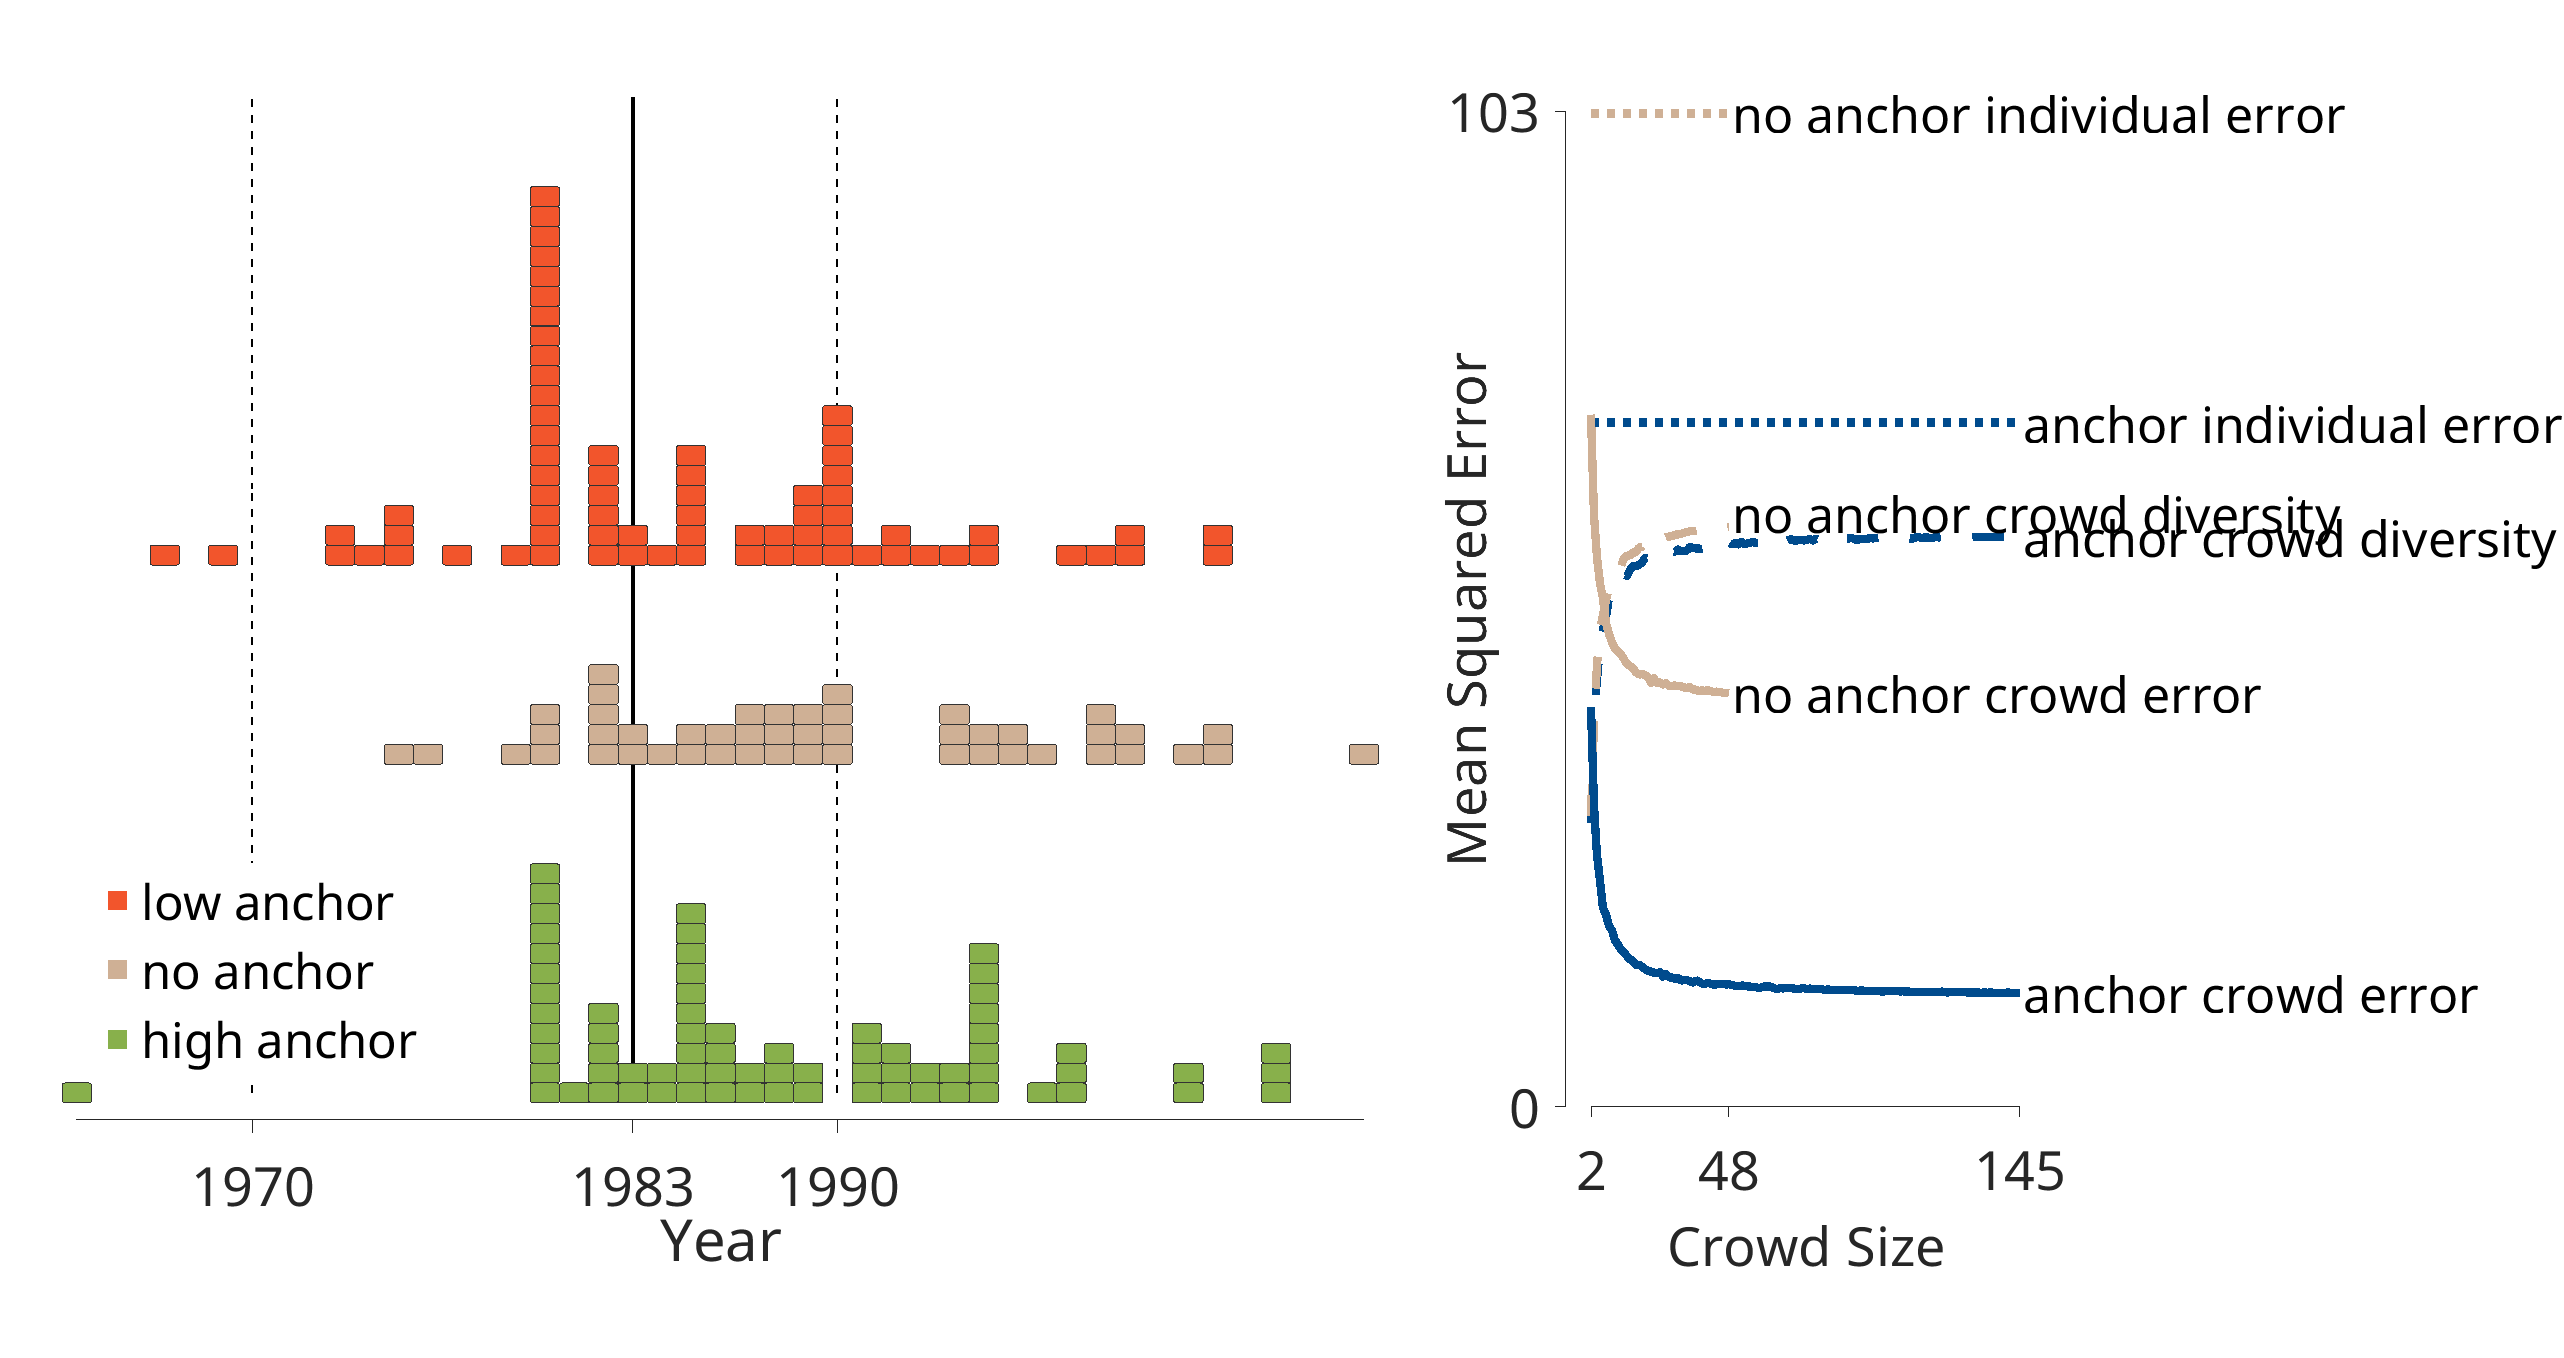 low anchor
no anchor
high anchor
1970
1983
1990
Year
Mean Squared Error
103
0
no anchor individual error
anchor individual error
no anchor crowd diversity
anchor crowd diversity
no anchor crowd error
anchor crowd error
2
48
145
Crowd Size